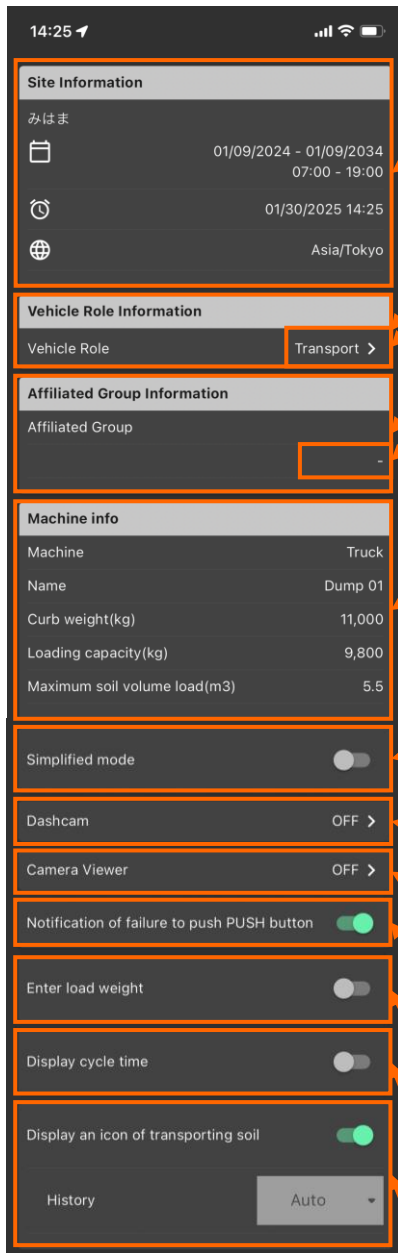 14:25
Site Information
みはま
01/09/2024 - 01/09/2034
07:00 - 19:00
01/30/2025 14:25
Asia/Tokyo
Vehicle Role Information
Vehicle Role Transport >
Affiliated Group Information
Affiliated Group
-
Machine info
Machine Truck
Name Dump 01
Curb weight(kg) 11,000
Loading capacity(kg) 9,800
Maximum soil volume load(m3) 5.5
Simplified mode
Dashcam OFF >
Camera Viewer OFF >
Notification of failure to push PUSH button
Enter load weight
Display cycle time
Display an icon of transporting soil
History Auto